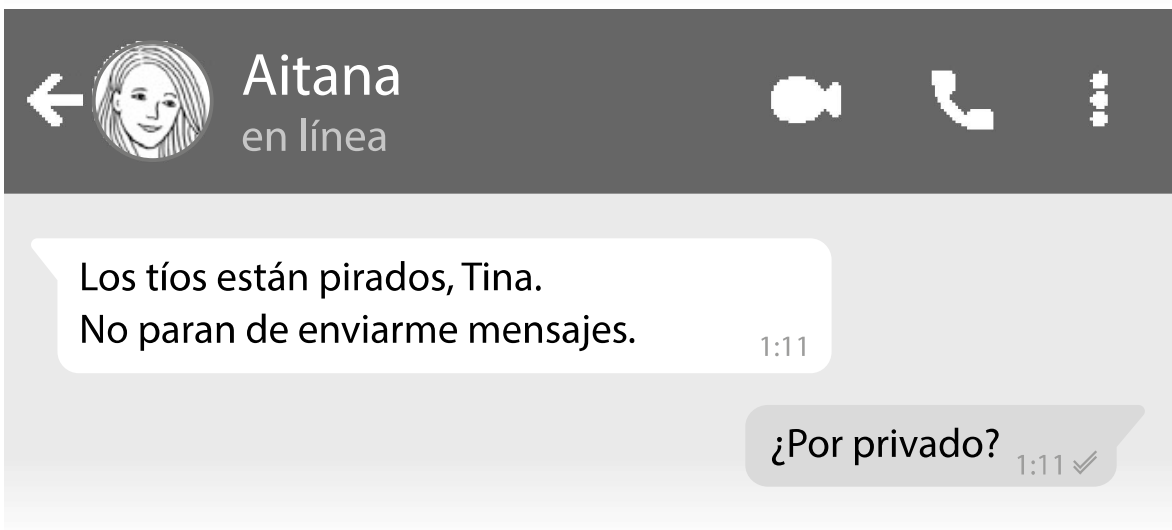 Aitana
en línea
Los tíos están pirados, Tina.
No paran de enviarme mensajes.
1:11
¿Por privado?
1:11